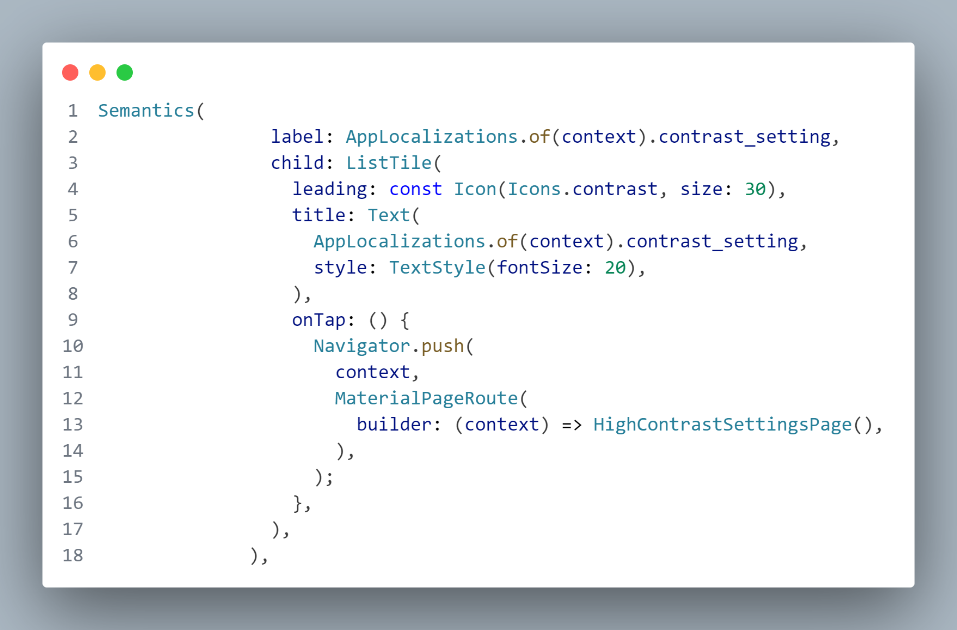 1 Semantics(
2                 label: AppLocalizations.of(context).contrast_setting,
3                 child: ListTile(
4                   leading: const Icon(Icons.contrast, size: 30),
5                   title: Text(
6                     AppLocalizations.of(context).contrast_setting,
7                     style: TextStyle(fontSize: 20),
8                   ),
9                   onTap: () {
10                     Navigator.push(
11                       context,
12                       MaterialPageRoute(
13                         builder: (context) => HighContrastSettingsPage(),
14                       ),
15                     );
16                   },
17                 ),
18               ),